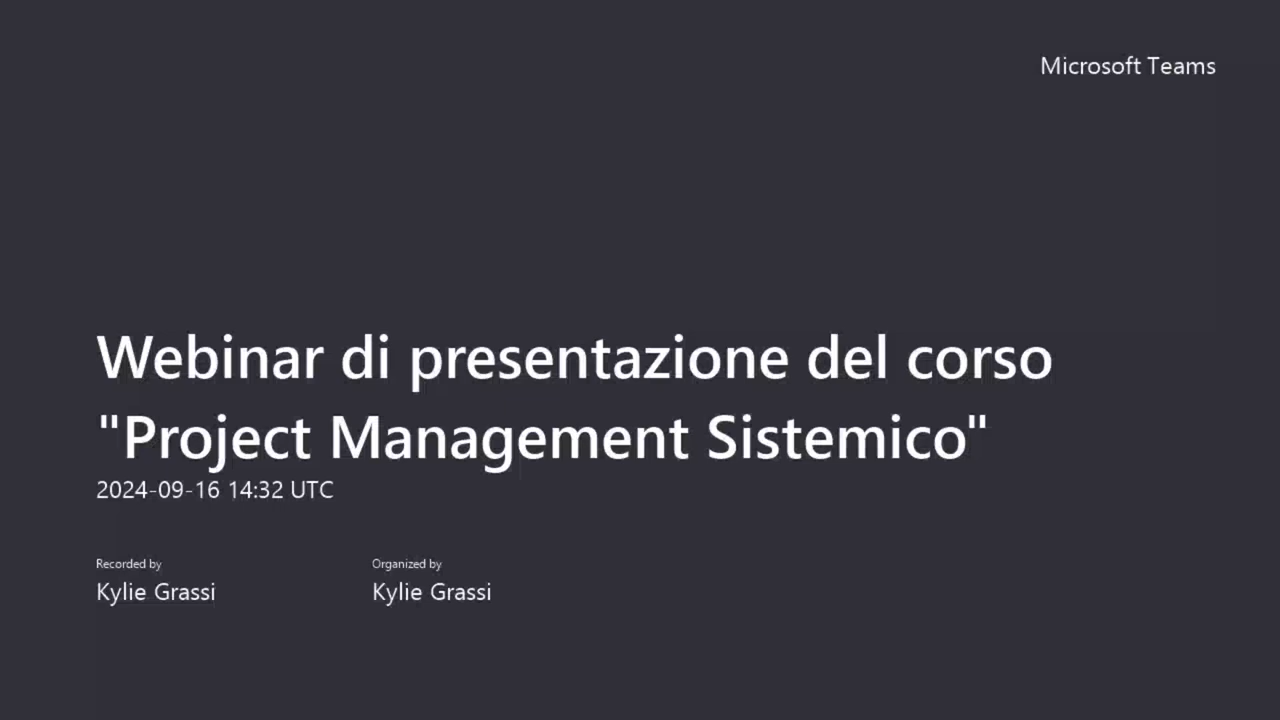 Microsoft Teams
Webinar di presentazione del corso
"Project Management Sistemico"
2024-09-16 14:32 UTC
Recorded by
Kylie Grassi
Organized by
Kylie Grassi